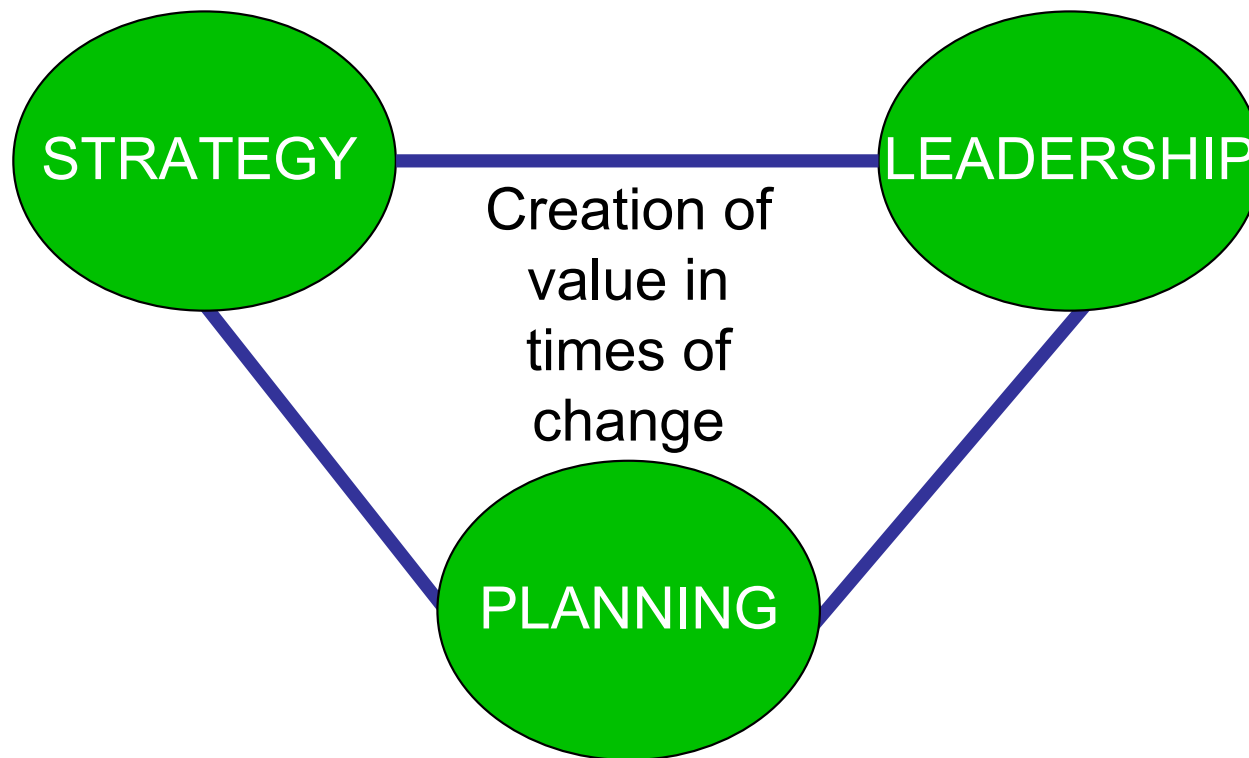 STRATEGY
LEADERSHIP
Creation of
value in
times of
change
PLANNING